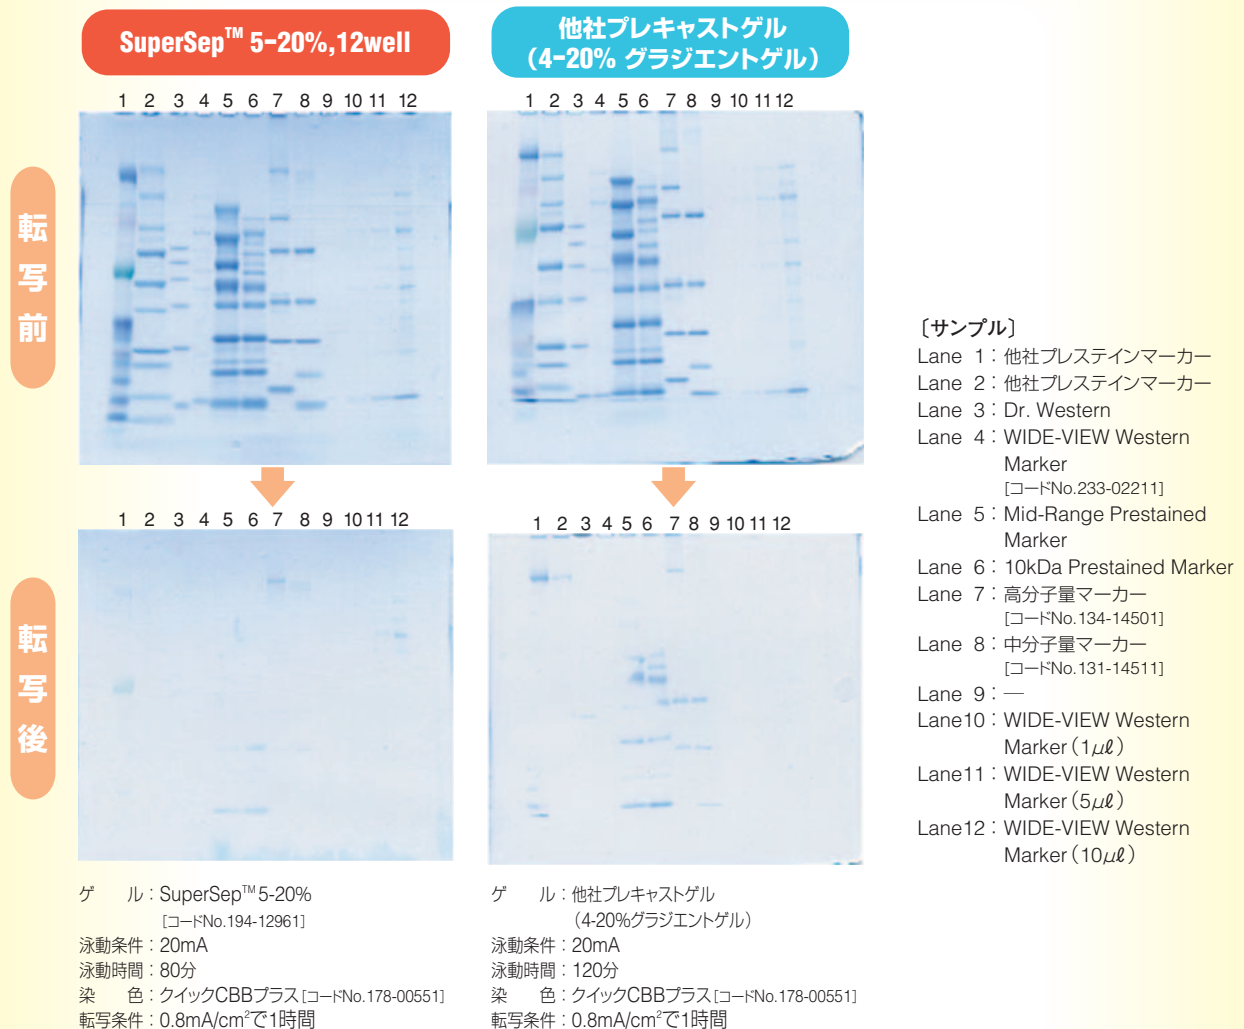 SuperSep™ 5-20%,12well
他社プレキャストゲル
（4-20% グラジエントゲル）
1 2 3 4 5 6 7 8 9 10 11 12
1 2 3 4 5 6 7 8 9 10 11 12
転写前
1 2 3 4 5 6 7 8 9 10 11 12
1 2 3 4 5 6 7 8 9 10 11 12
転写後
ゲ　ル：SuperSep™ 5-20%
［コードNo.194-12961］
泳動条件：20mA
泳動時間：80分
染　色：クイックCBBプラス［コードNo.178-00551］
転写条件：0.8mA/cm²で1時間
ゲ　ル：他社プレキャストゲル
（4-20%グラジエントゲル）
泳動条件：20mA
泳動時間：120分
染　色：クイックCBBプラス［コードNo.178-00551］
転写条件：0.8mA/cm²で1時間
〔サンプル〕
Lane 1：他社プレステインマーカー
Lane 2：他社プレステインマーカー
Lane 3：Dr. Western
Lane 4：WIDE-VIEW Western
Marker
［コードNo.233-02211］
Lane 5：Mid-Range Prestained
Marker
Lane 6：10kDa Prestained Marker
Lane 7：高分子量マーカー
［コードNo.134-14501］
Lane 8：中分子量マーカー
［コードNo.131-14511］
Lane 9：―
Lane10：WIDE-VIEW Western
Marker（1μℓ）
Lane11：WIDE-VIEW Western
Marker（5μℓ）
Lane12：WIDE-VIEW Western
Marker（10μℓ）